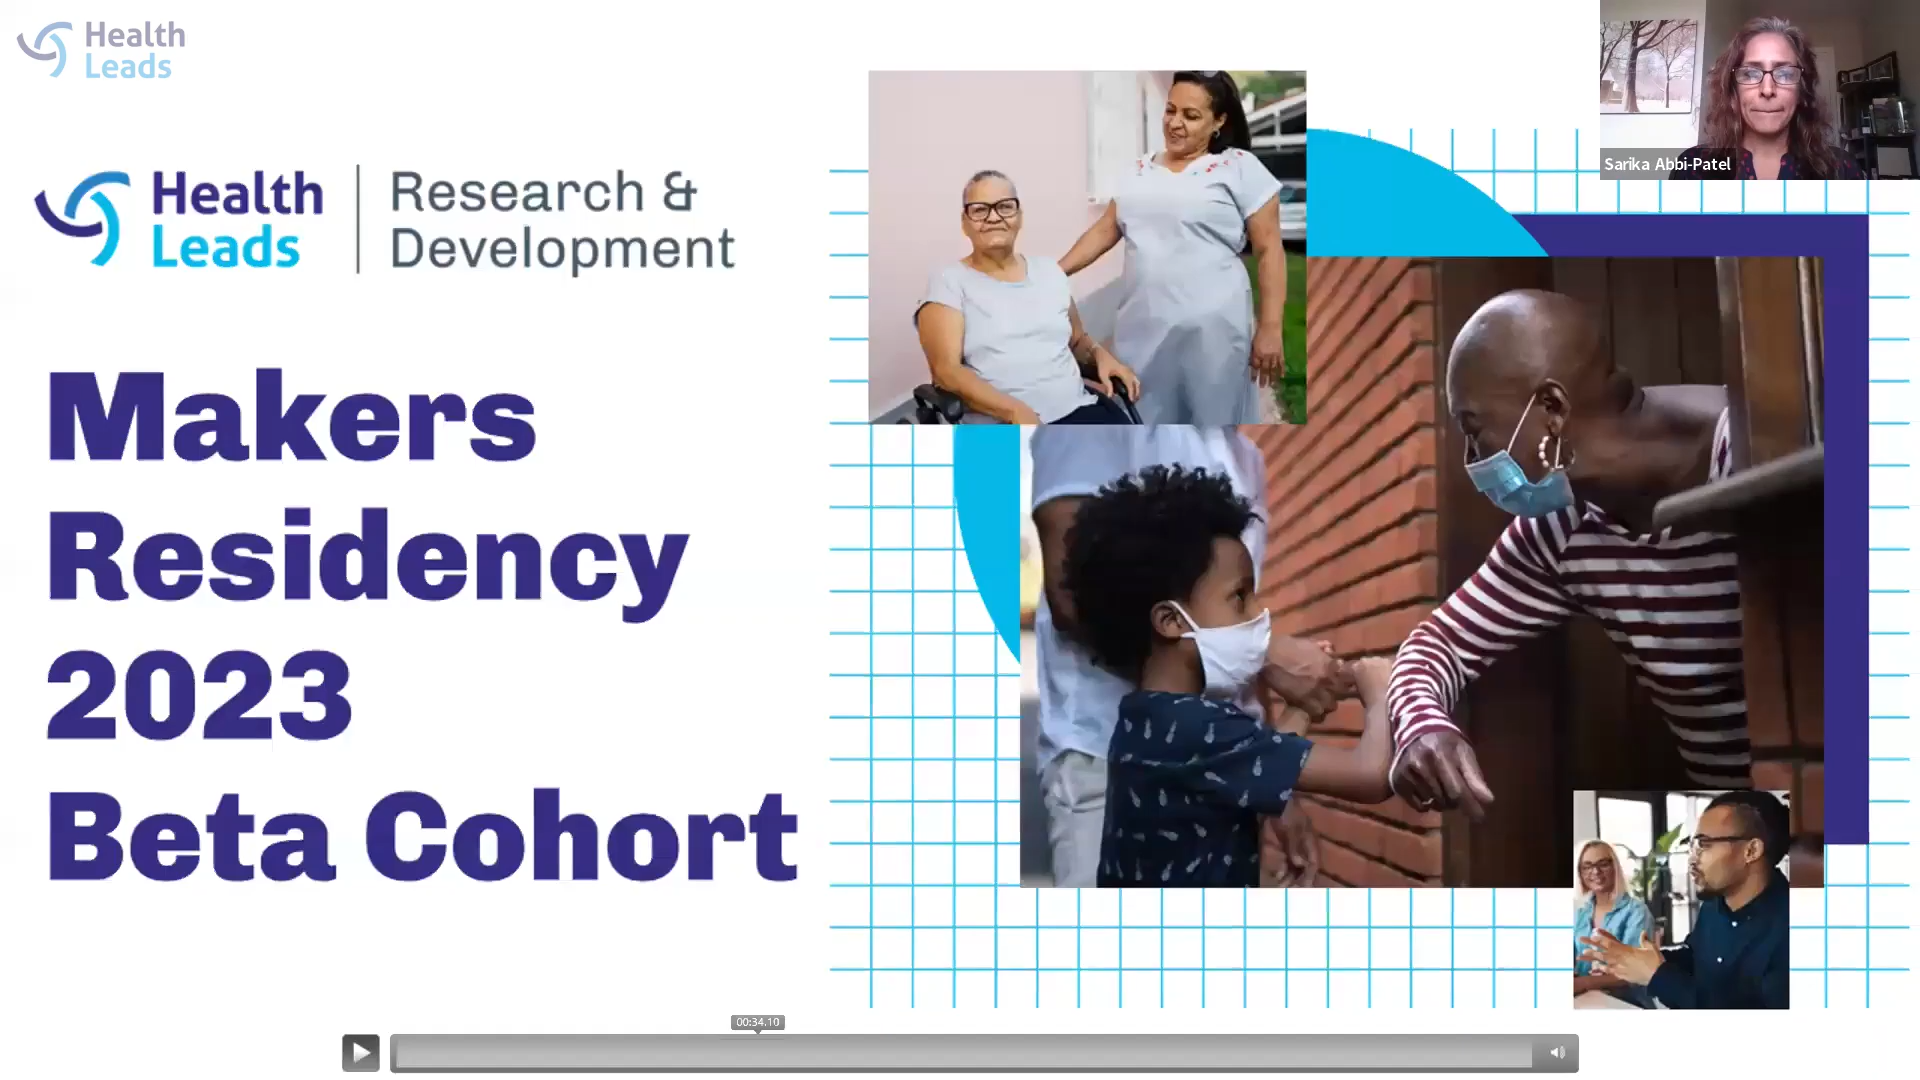 Health
Leads
Sarika Abbi-Patel
Health
Leads
Research &
Development
Makers
Residency
2023
Beta Cohort
00:34.10